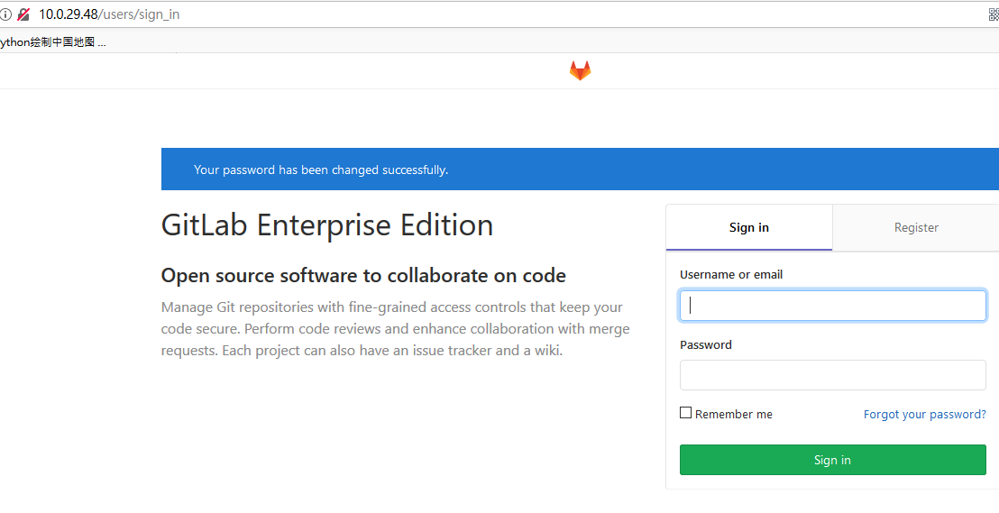 10.0.29.48/users/sign_in
ython绘制中国地图 ...
Your password has been changed successfully.
GitLab Enterprise Edition
Open source software to collaborate on code
Manage Git repositories with fine-grained access controls that keep your
code secure. Perform code reviews and enhance collaboration with merge
requests. Each project can also have an issue tracker and a wiki.
Sign in
Register
Username or email
Password
Remember me
Forgot your password?
Sign in